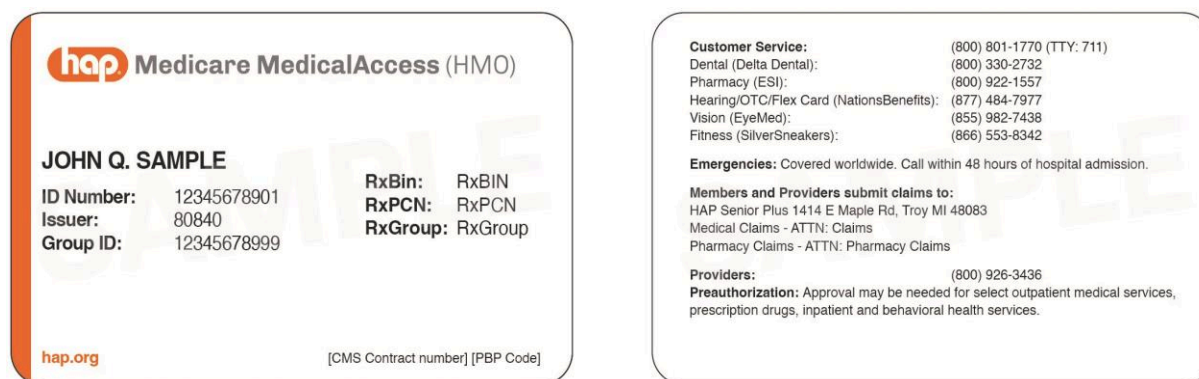 hap Medicare MedicalAccess (HMO)
JOHN Q. SAMPLE
ID Number: 12345678901
Issuer: 80840
Group ID: 12345678999
RxBin: RxBIN
RxPCN: RxPCN
RxGroup: RxGroup
hap.org
[CMS Contract number] [PBP Code]
SAMPLE
Customer Service: (800) 801-1770 (TTY: 711)
Dental (Delta Dental): (800) 330-2732
Pharmacy (ESI): (800) 922-1557
Hearing/OTC/Flex Card (NationsBenefits): (877) 484-7977
Vision (EyeMed): (855) 982-7438
Fitness (SilverSneakers): (866) 553-8342
Emergencies: Covered worldwide. Call within 48 hours of hospital admission.
Members and Providers submit claims to:
HAP Senior Plus 1414 E Maple Rd, Troy MI 48083
Medical Claims - ATTN: Claims
Pharmacy Claims - ATTN: Pharmacy Claims
Providers: (800) 926-3436
Preauthorization: Approval may be needed for select outpatient medical services,
prescription drugs, inpatient and behavioral health services.
SAMPLE